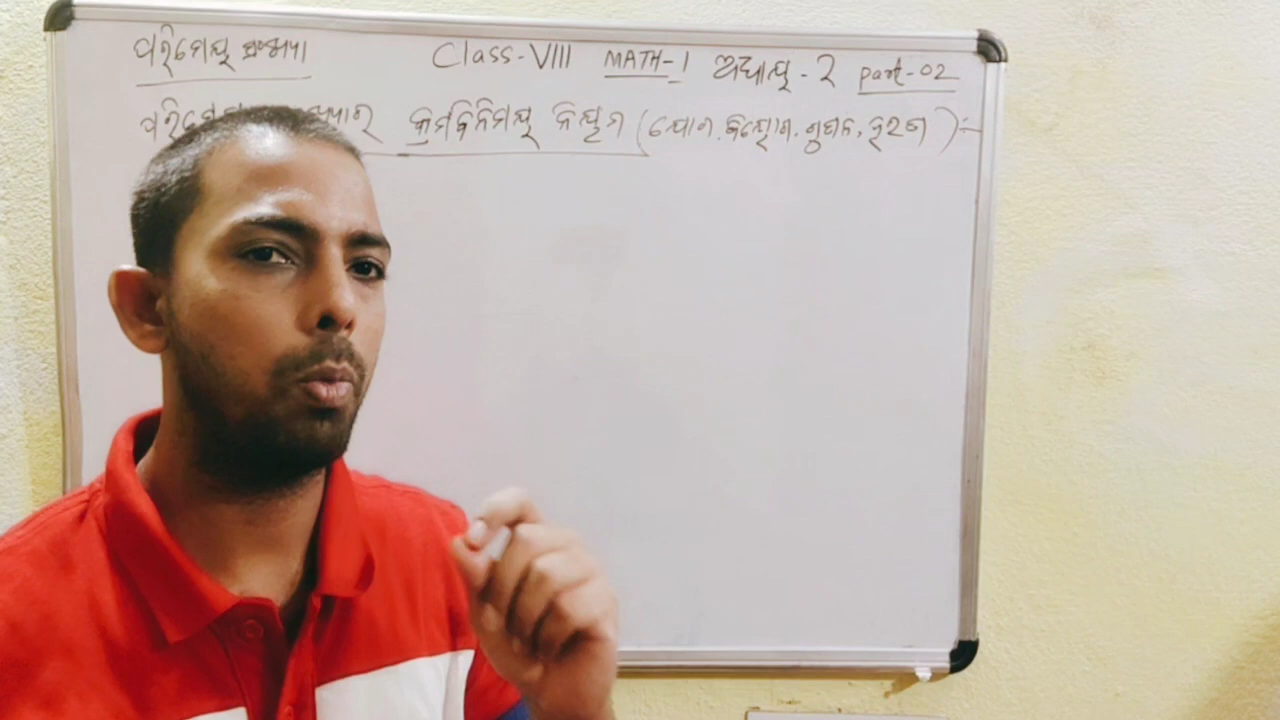 ପରିମେୟ ସଂଖ୍ୟା Class-VIII MATH-1 ଅଧ୍ୟାୟ-2 part-02
କ୍ରମବିନିମୟ ନିୟମ (ଯୋଗ, ବିୟୋଗ, ଗୁଣନ, ହରଣ) :-